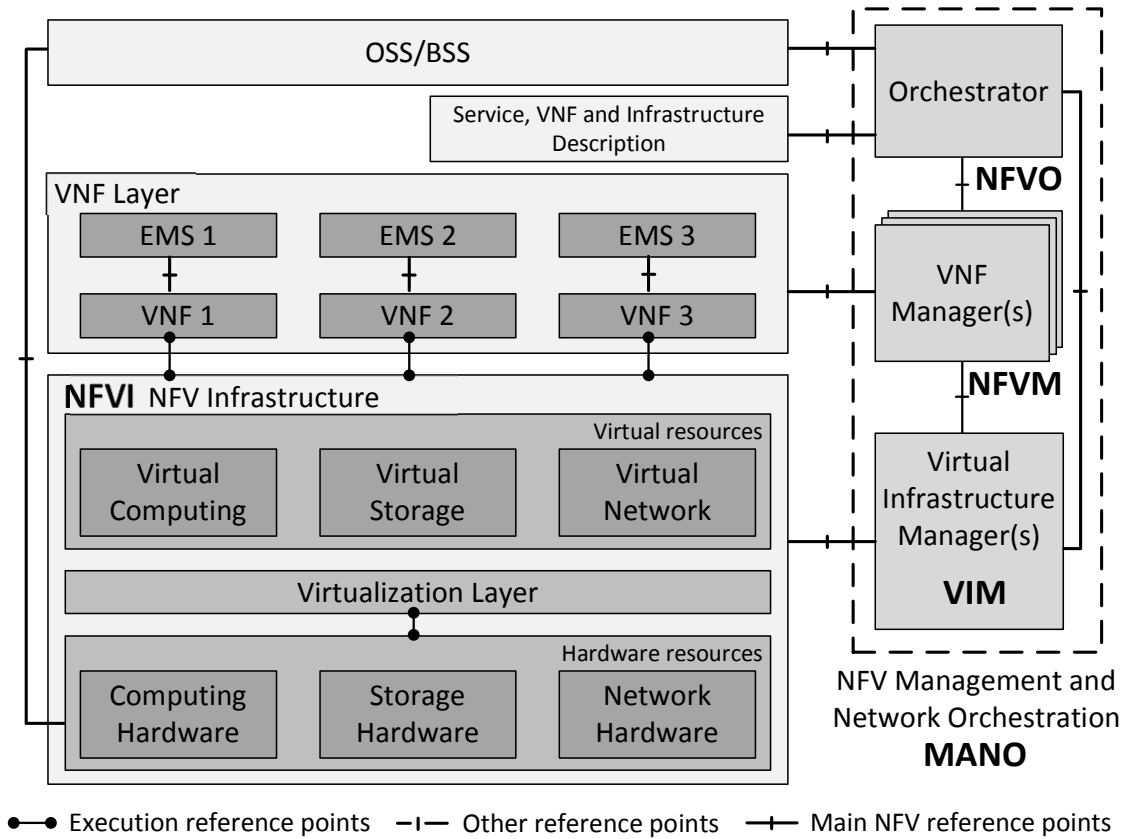 OSS/BSS
Orchestrator
NFVO
Service, VNF and Infrastructure
Description
VNF Layer
EMS 1
EMS 2
EMS 3
VNF 1
VNF 2
VNF 3
VNF
Manager(s)
NFVM
NFVI NFV Infrastructure
Virtual resources
Virtual
Computing
Virtual
Storage
Virtual
Network
Virtual
Infrastructure
Manager(s)
VIM
Virtualization Layer
Hardware resources
Computing
Hardware
Storage
Hardware
Network
Hardware
NFV Management and
Network Orchestration
MANO
Execution reference points
Other reference points
Main NFV reference points